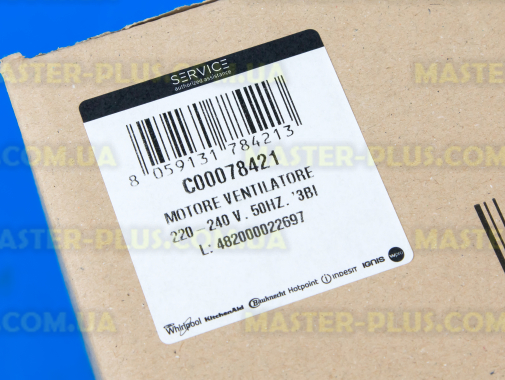 SERVICE
authorized assistance
8 059131 784213
C00078421
MOTORE VENTILATORE
220 - 240 V. 50HZ. '3BI
L: 482000022697
Whirlpool KitchenAid Bauknecht Hotpoint indesit IGNIS
MASTER-PLUS.COM.UA